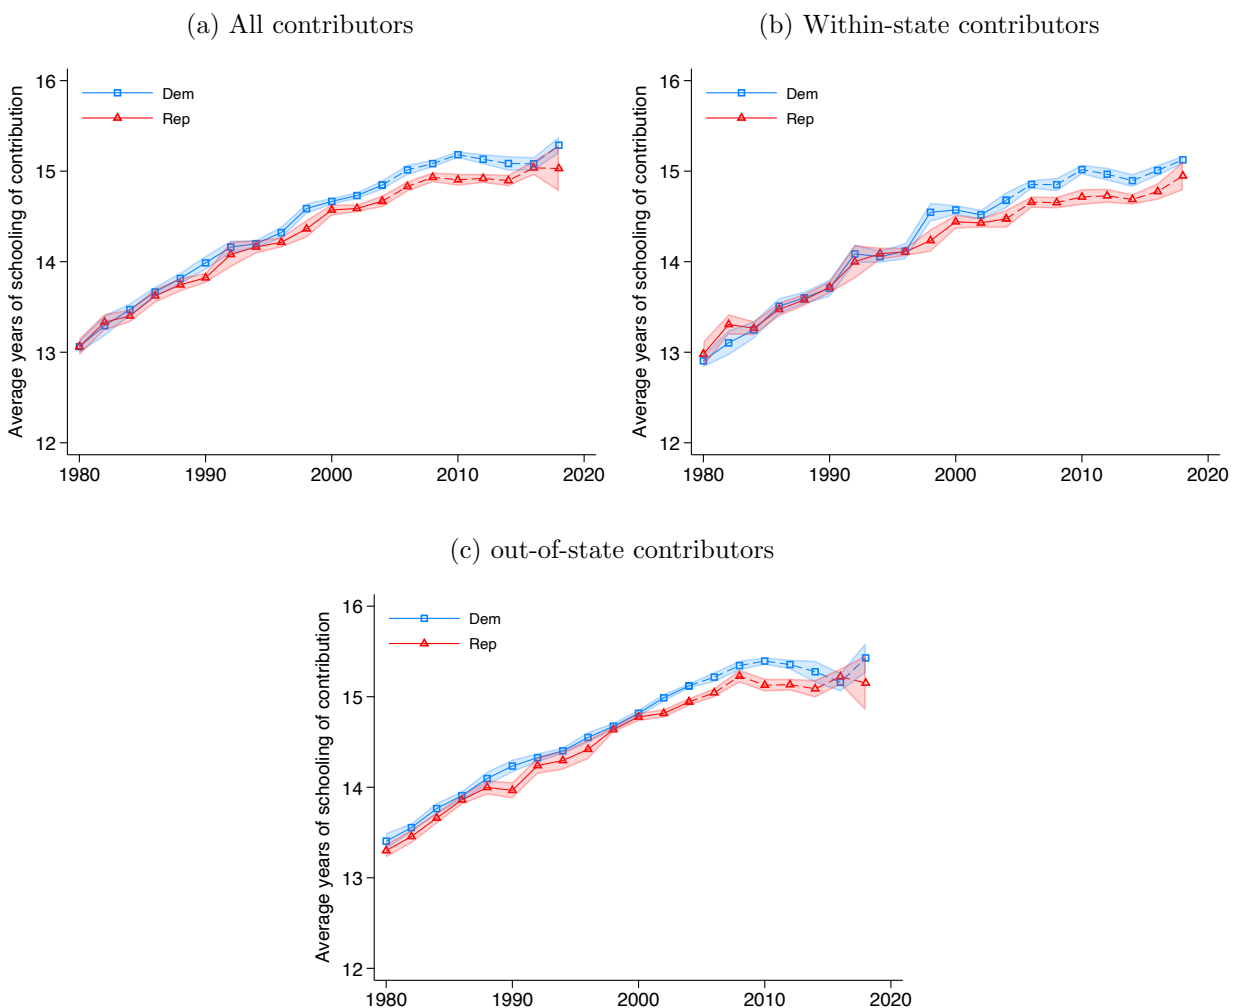 (a) All contributors
Average years of schooling of contribution
16
15
14
13
12
Dem
Rep
1980
1990
2000
2010
2020
(b) Within-state contributors
Average years of schooling of contribution
16
15
14
13
12
Dem
Rep
1980
1990
2000
2010
2020
(c) out-of-state contributors
Average years of schooling of contribution
16
15
14
13
12
Dem
Rep
1980
1990
2000
2010
2020